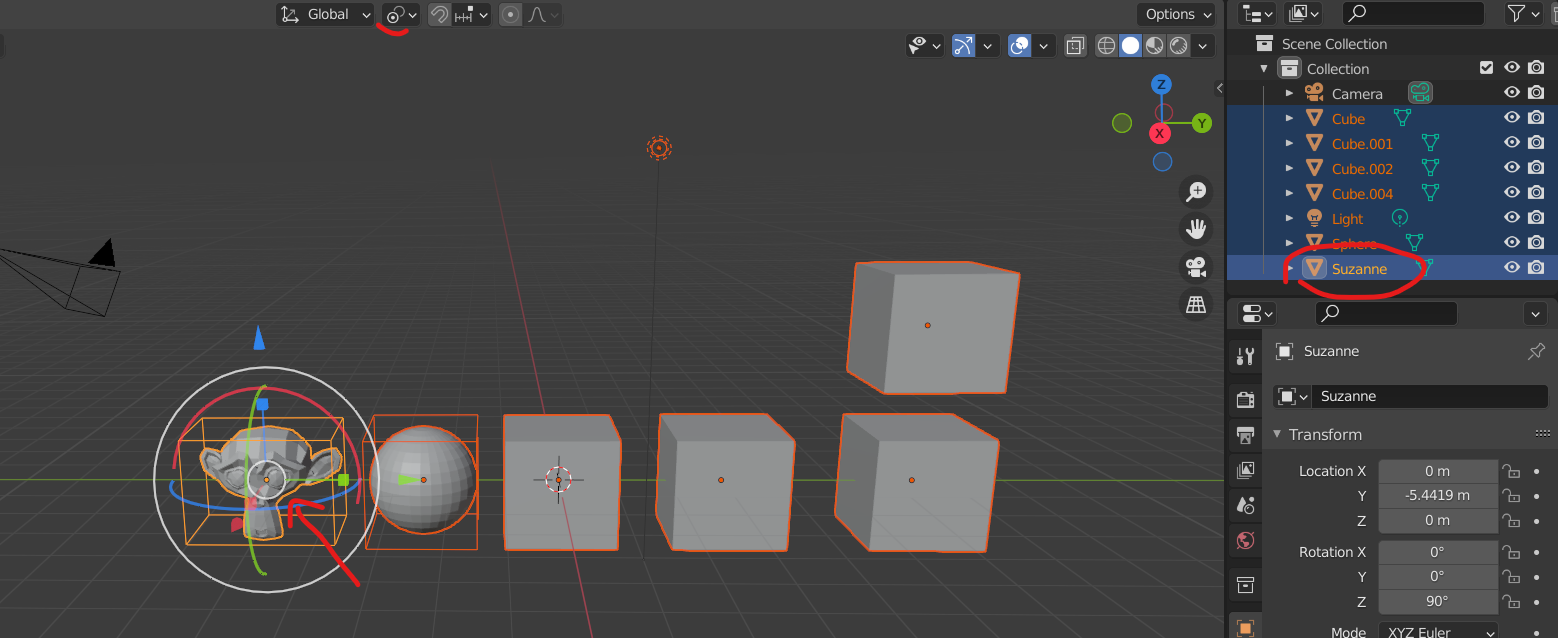 Global
Options
Z
Y
X
Scene Collection
Collection
Camera
Cube
Cube.001
Cube.002
Cube.004
Light
Sphere
Suzanne
Suzanne
Suzanne
Transform
Location X 0 m
Y -5.4419 m
Z 0 m
Rotation X 0°
Y 0°
Z 90°
Mode XYZ Euler